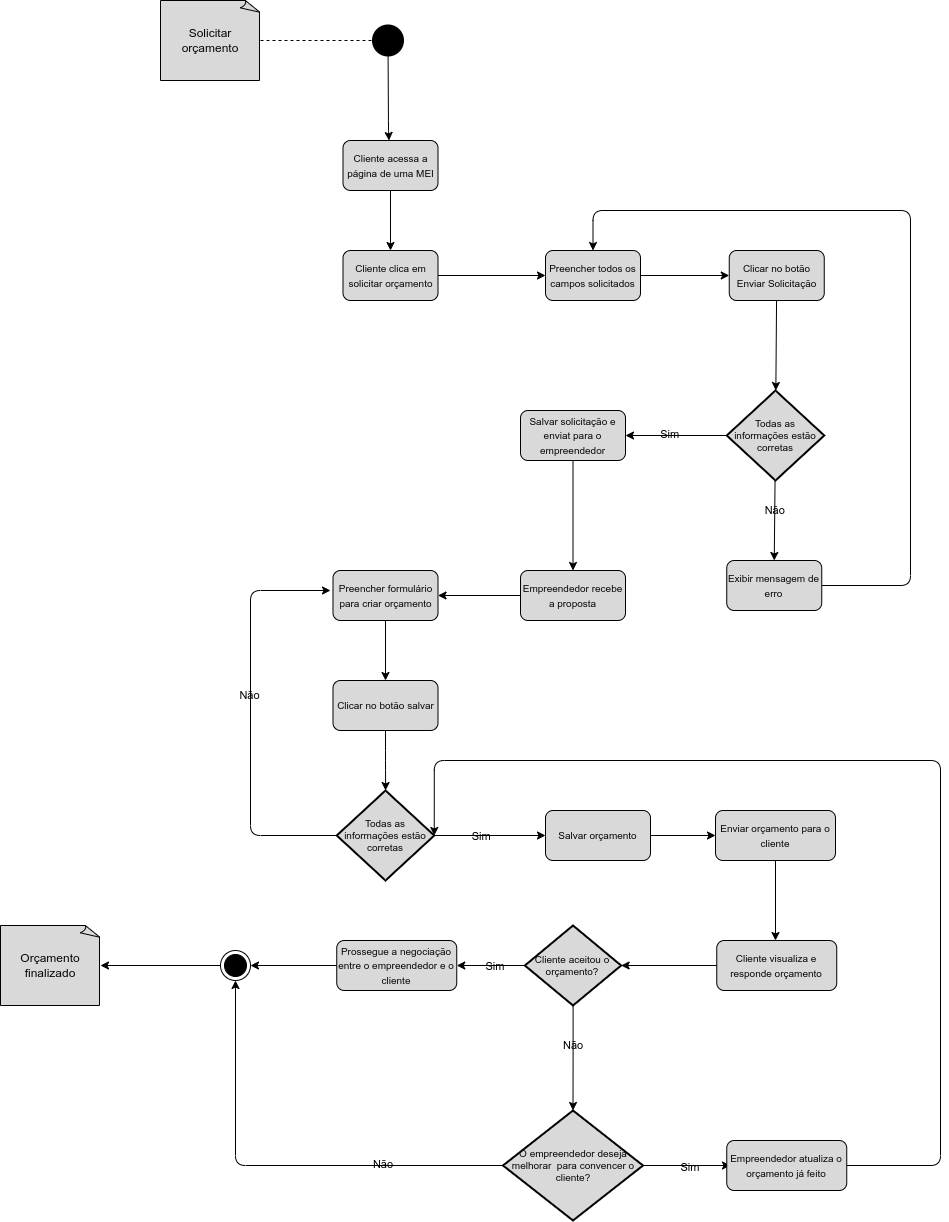 Solicitar
orçamento
Cliente acessa a
página de uma MEI
Cliente clica em
solicitar orçamento
Preencher todos os
campos solicitados
Clicar no botão
Enviar Solicitação
Todas as
informações estão
corretas
Sim
Salvar solicitação e
enviat para o
empreendedor
Não
Exibir mensagem de
erro
Empreendedor recebe
a proposta
Preencher formulário
para criar orçamento
Não
Clicar no botão salvar
Todas as
informações estão
corretas
Sim
Salvar orçamento
Enviar orçamento para o
cliente
Cliente visualiza e
responde orçamento
Cliente aceitou o
orçamento?
Sim
Prossegue a negociação
entre o empreendedor e o
cliente
Orçamento
finalizado
Não
O empreendedor deseja
melhorar para convencer o
cliente?
Não
Sim
Empreendedor atualiza o
orçamento já feito